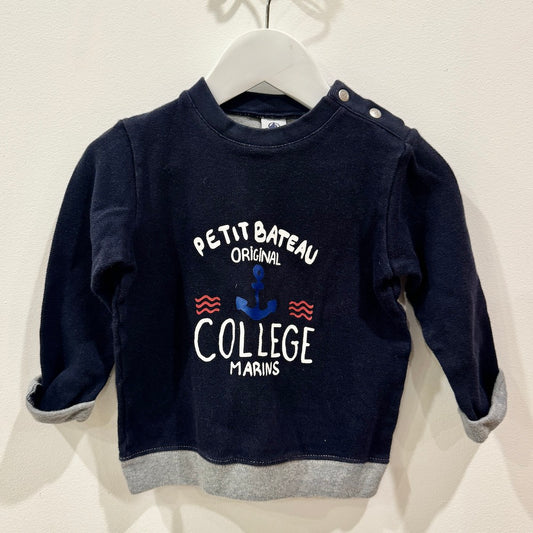 PETIT BATEAU
ORIGINAL
COLLEGE
MARINS